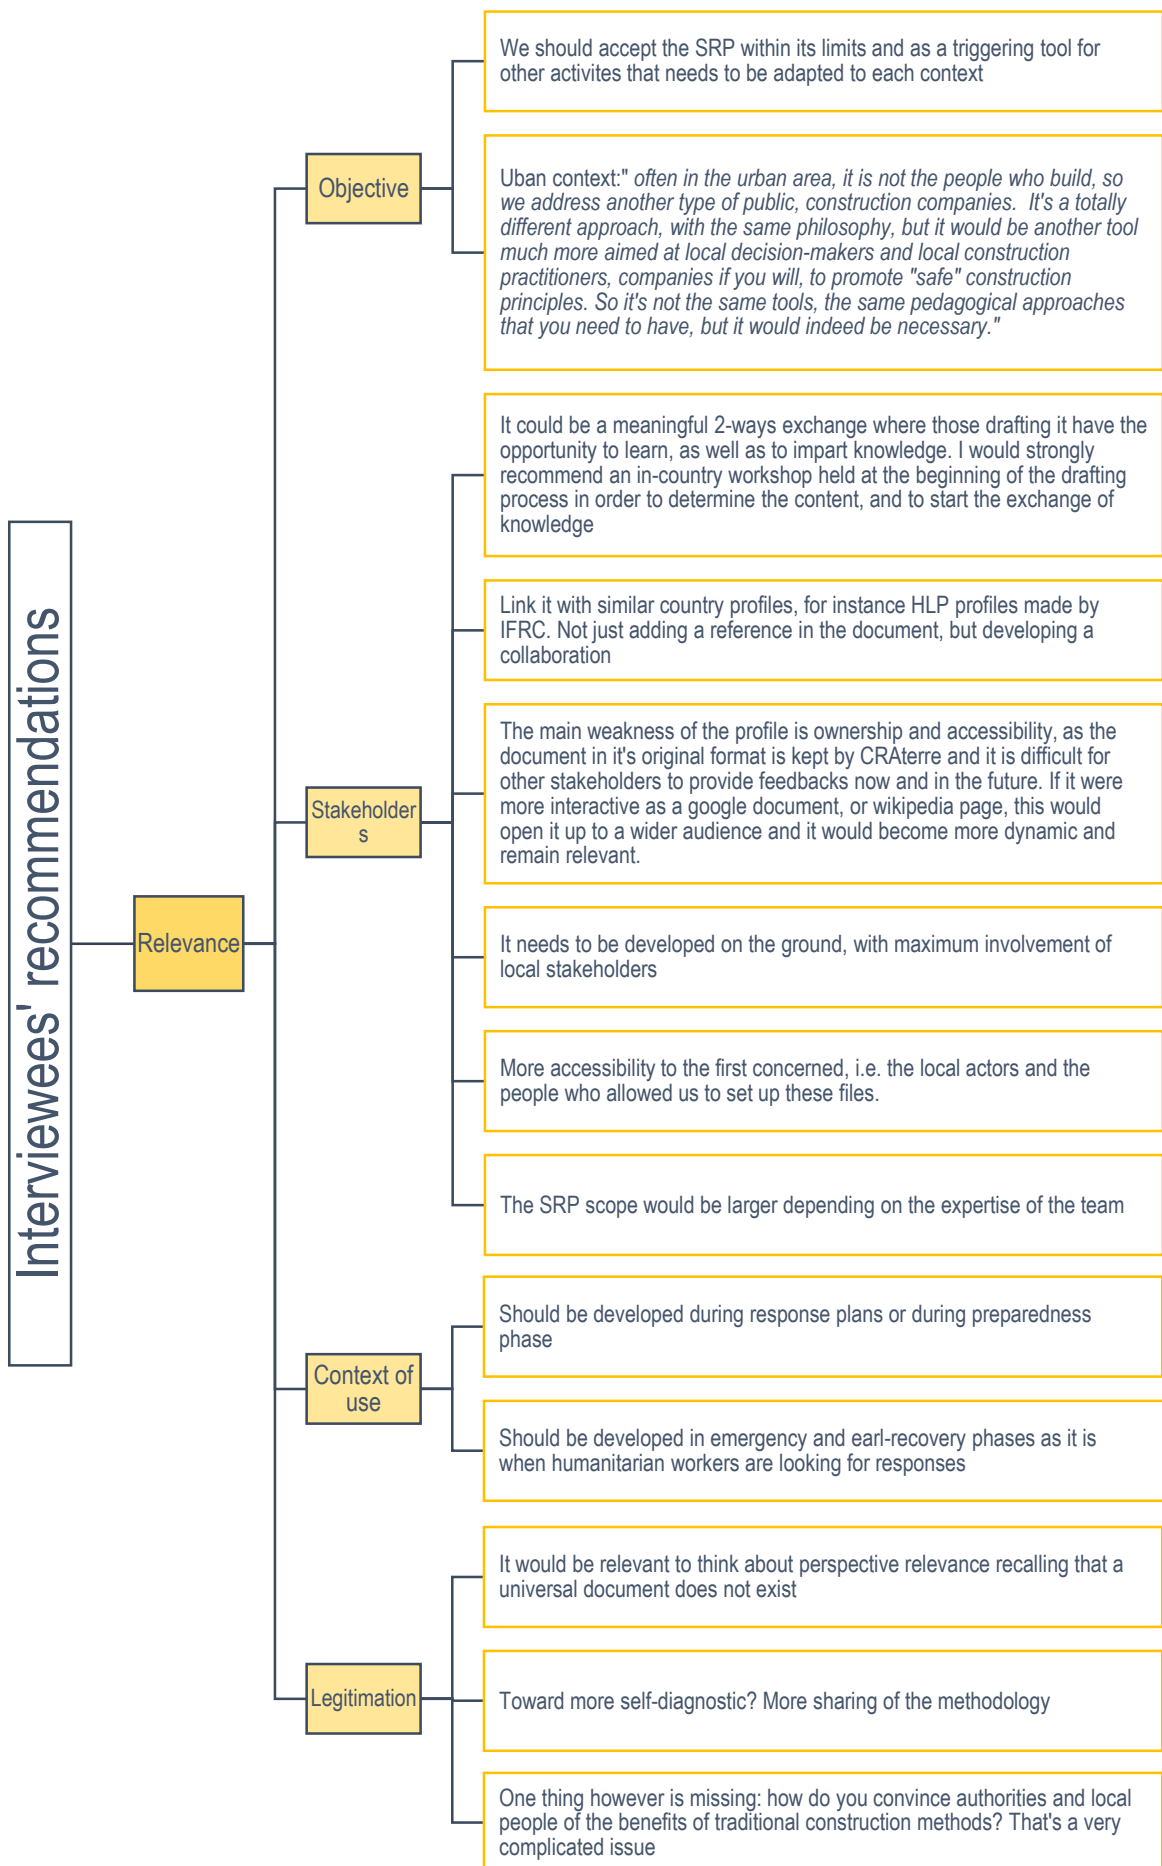 Interviewees' recommendations
Relevance
Objective
We should accept the SRP within its limits and as a triggering tool for
other activites that needs to be adapted to each context
Uban context:" often in the urban area, it is not the people who build, so
we address another type of public, construction companies. It's a totally
different approach, with the same philosophy, but it would be another tool
much more aimed at local decision-makers and local construction
practitioners, companies if you will, to promote "safe" construction
principles. So it's not the same tools, the same pedagogical approaches
that you need to have, but it would indeed be necessary."
Stakeholder
s
It could be a meaningful 2-ways exchange where those drafting it have the
opportunity to learn, as well as to impart knowledge. I would strongly
recommend an in-country workshop held at the beginning of the drafting
process in order to determine the content, and to start the exchange of
knowledge
Link it with similar country profiles, for instance HLP profiles made by
IFRC. Not just adding a reference in the document, but developing a
collaboration
The main weakness of the profile is ownership and accessibility, as the
document in it's original format is kept by CRAterre and it is difficult for
other stakeholders to provide feedbacks now and in the future. If it were
more interactive as a google document, or wikipedia page, this would
open it up to a wider audience and it would become more dynamic and
remain relevant.
It needs to be developed on the ground, with maximum involvement of
local stakeholders
More accessibility to the first concerned, i.e. the local actors and the
people who allowed us to set up these files.
The SRP scope would be larger depending on the expertise of the team
Context of
use
Should be developed during response plans or during preparedness
phase
Should be developed in emergency and earl-recovery phases as it is
when humanitarian workers are looking for responses
Legitimation
It would be relevant to think about perspective relevance recalling that a
universal document does not exist
Toward more self-diagnostic? More sharing of the methodology
One thing however is missing: how do you convince authorities and local
people of the benefits of traditional construction methods? That's a very
complicated issue